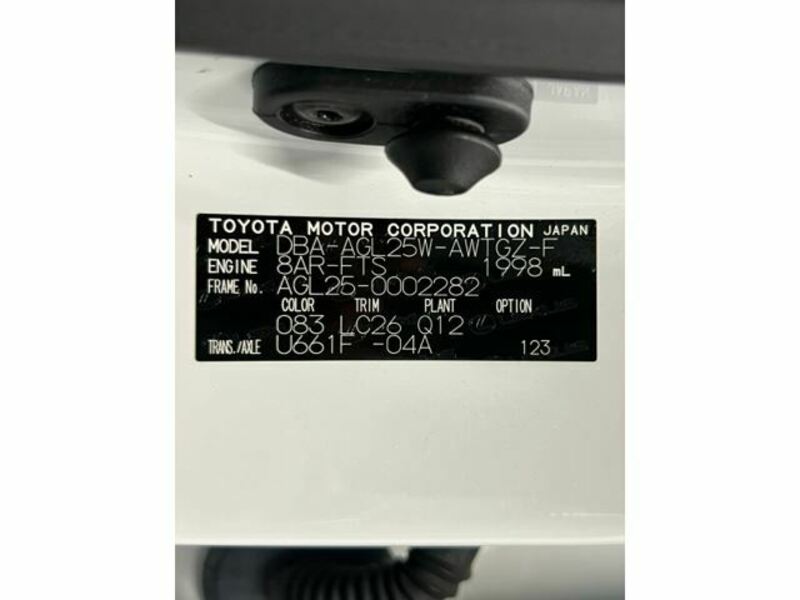 TOYOTA MOTOR CORPORATION JAPAN
MODEL DBA-AGL25W-AWTGZ-F
ENGINE 8AR-FTS 1998 mL
FRAME No. AGL25-0002282
COLOR TRIM PLANT OPTION
083 LC26 Q12
TRANS./AXLE U661F -04A 123